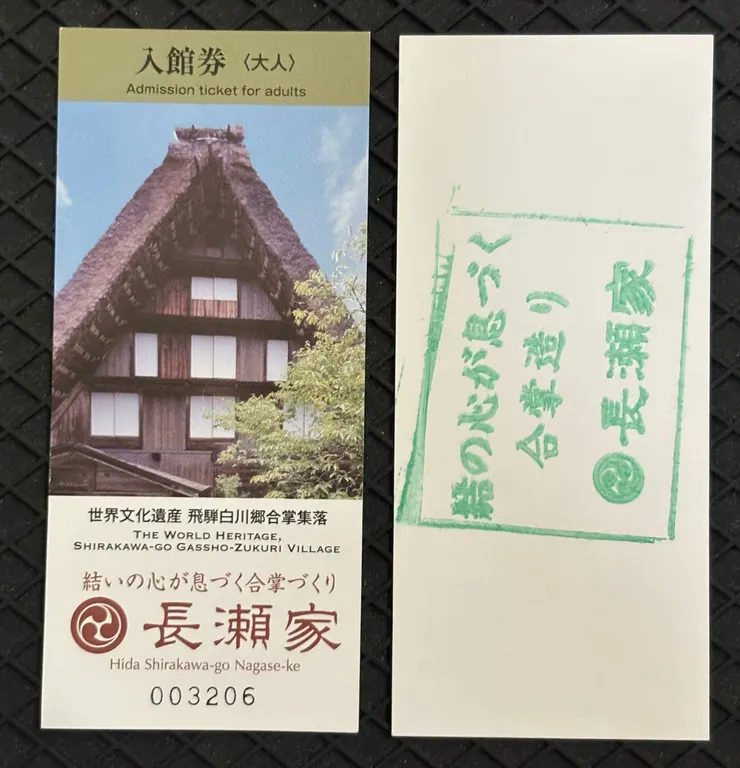 入館券〈大人〉
Admission ticket for adults
世界文化遺産 飛騨白川郷合掌集落
THE WORLD HERITAGE,
SHIRAKAWA-GO GASSHO-ZUKURI VILLAGE
結いの心が息づく合掌づくり
長瀬家
Hida Shirakawa-go Nagase-ke
003206
結の心が息づく
合掌造り
長瀬家